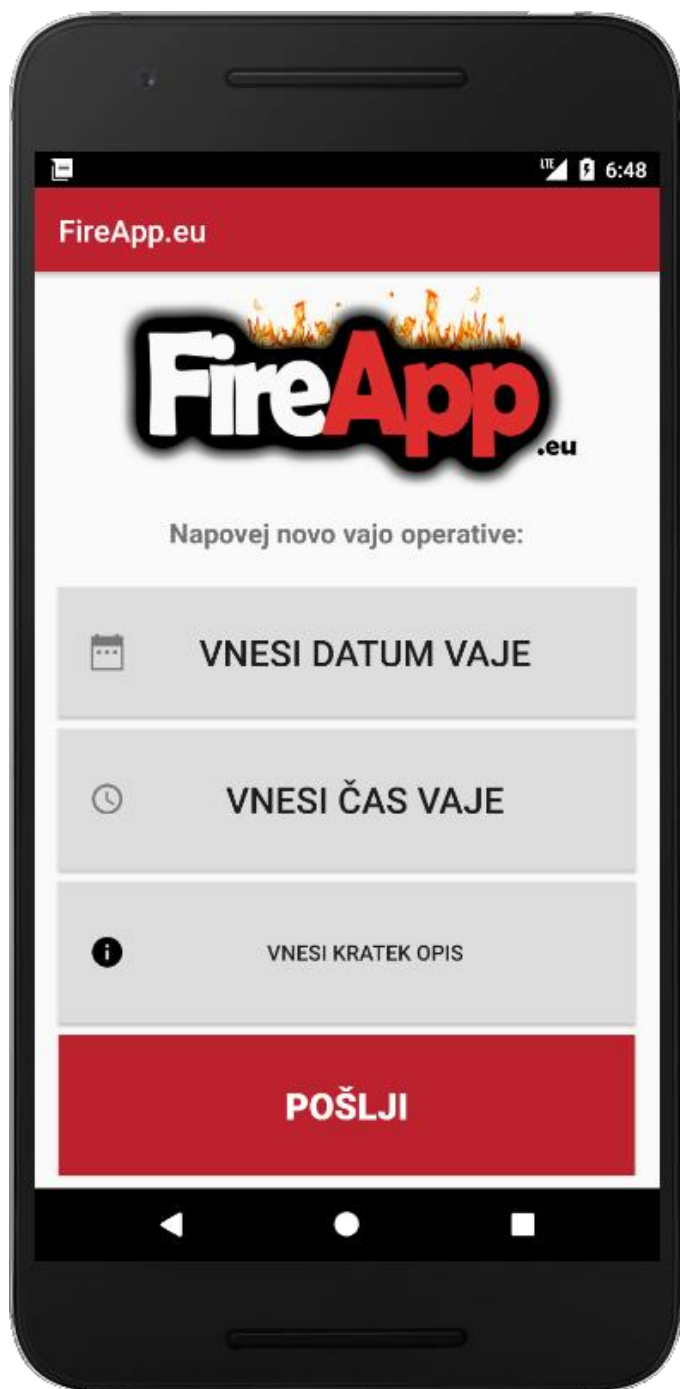 LTE 6:48
FireApp.eu
FireApp
.eu
Napovej novo vajo operative:
VNESI DATUM VAJE
VNESI ČAS VAJE
VNESI KRATEK OPIS
POŠLJI